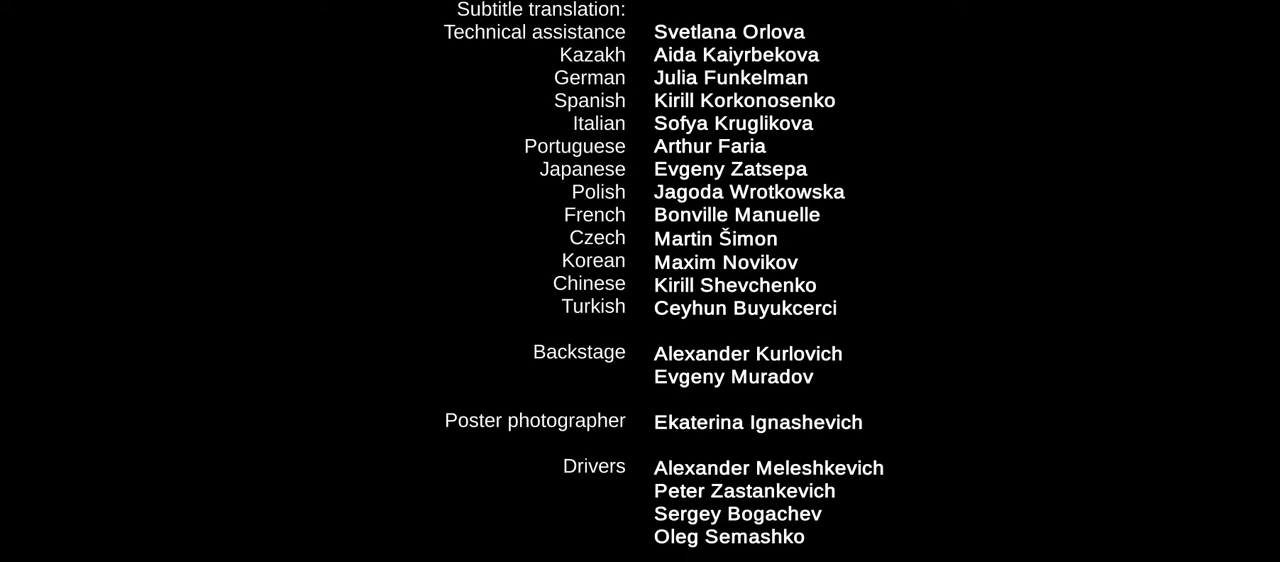 Subtitle translation:
Technical assistance Svetlana Orlova
Kazakh Aida Kaiyrbekova
German Julia Funkelman
Spanish Kirill Korkonosenko
Italian Sofya Kruglikova
Portuguese Arthur Faria
Japanese Evgeny Zatsepa
Polish Jagoda Wrotkowska
French Bonville Manuelle
Czech Martin Šimon
Korean Maxim Novikov
Chinese Kirill Shevchenko
Turkish Ceyhun Buyukcerci
Backstage Alexander Kurlovich
Evgeny Muradov
Poster photographer Ekaterina Ignashevich
Drivers Alexander Meleshkevich
Peter Zastankevich
Sergey Bogachev
Oleg Semashko